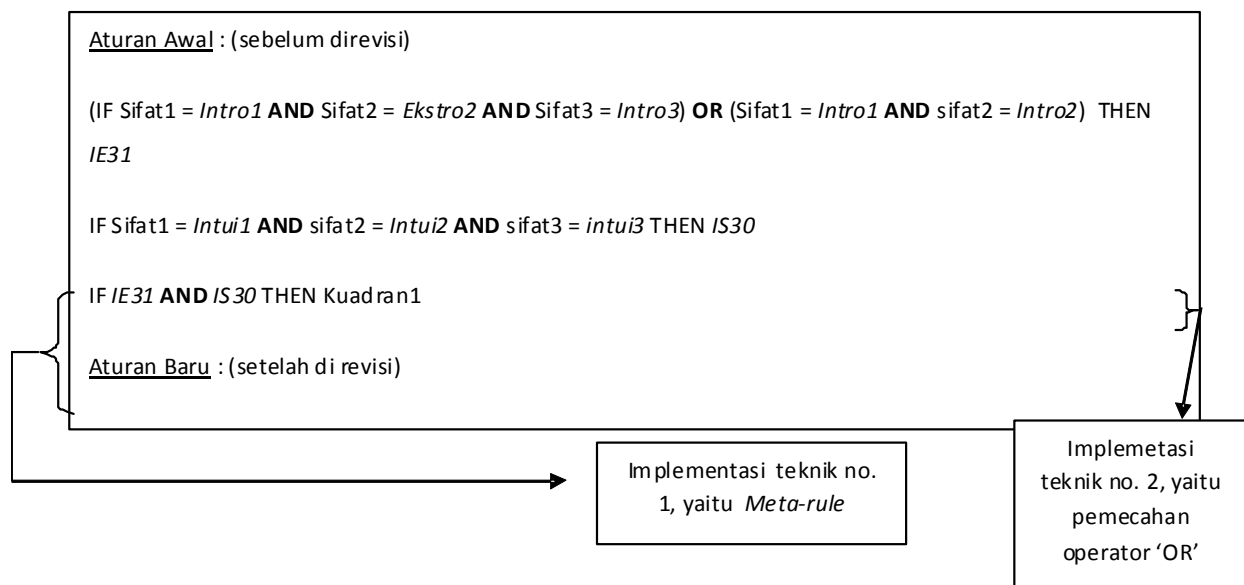 Aturan Awal : (sebelum direvisi)
(IF Sifat1 = Intro1 AND Sifat2 = Ekstro2 AND Sifat3 = Intro3) OR (Sifat1 = Intro1 AND sifat2 = Intro2) THEN
IE31
IF Sifat1 = Intui1 AND sifat2 = Intui2 AND sifat3 = intui3 THEN IS30
IF IE31 AND IS30 THEN Kuadran1
Aturan Baru : (setelah di revisi)
Implementasi teknik no.
1, yaitu Meta-rule
Implemetasi
teknik no. 2, yaitu
pemecahan
operator ‘OR’